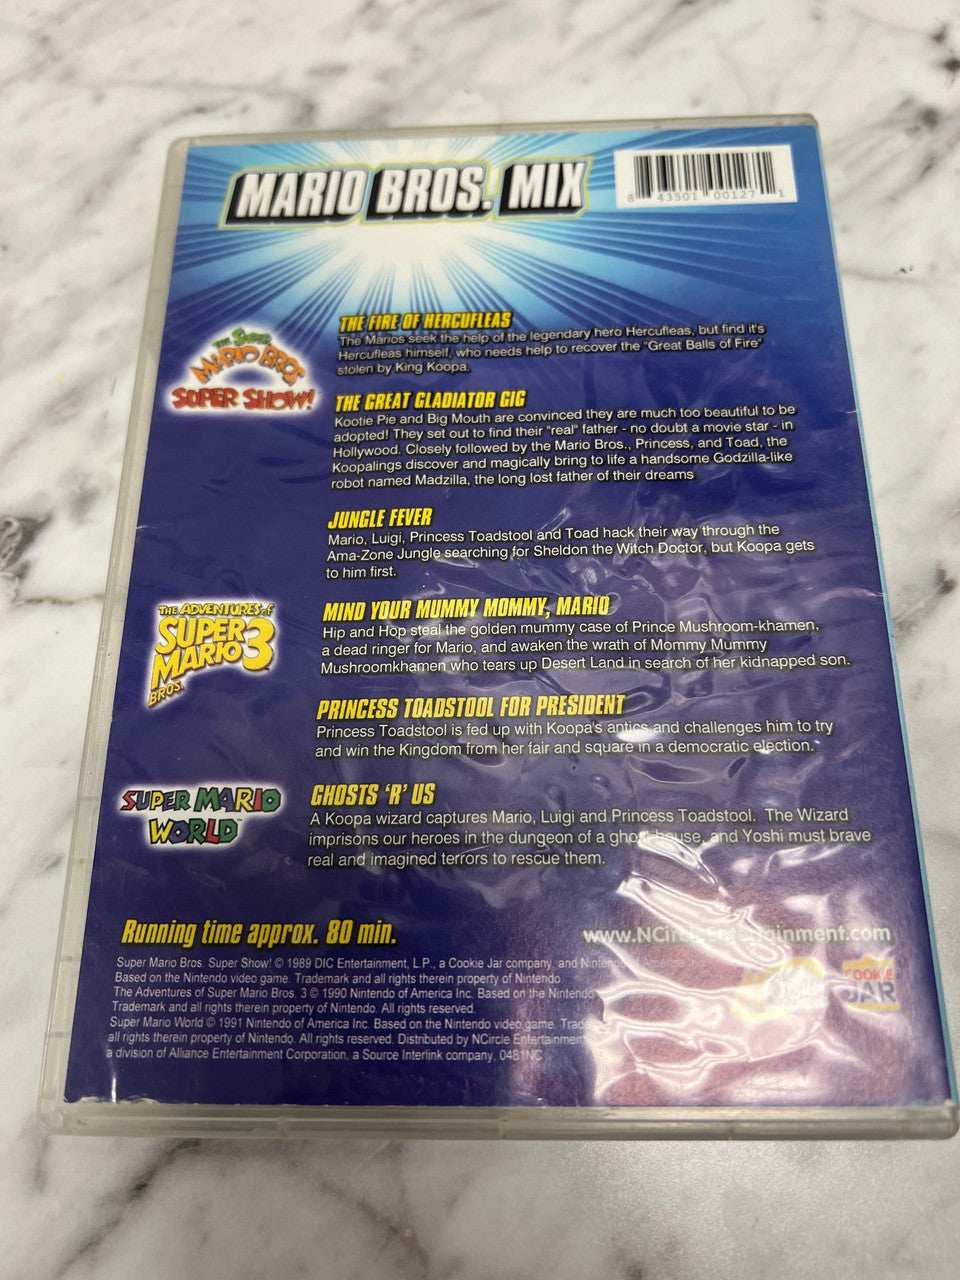 MARIO BROS. MIX
8 43501 00127 1
THE Super
MARIO BROS
SUPER SHOW!
THE FIRE OF HERCUFLEAS
The Marios seek the help of the legendary hero Hercufleas, but find it's
Hercufleas himself, who needs help to recover the "Great Balls of Fire"
stolen by King Koopa.
THE GREAT GLADIATOR GIG
Kootie Pie and Big Mouth are convinced they are much too beautiful to be
adopted! They set out to find their "real" father - no doubt a movie star - in
Hollywood. Closely followed by the Mario Bros., Princess, and Toad, the
Koopalings discover and magically bring to life a handsome Godzilla-like
robot named Madzilla, the long lost father of their dreams
JUNGLE FEVER
Mario, Luigi, Princess Toadstool and Toad hack their way through the
Ama-Zone Jungle searching for Sheldon the Witch Doctor, but Koopa gets
to him first.
THE ADVENTURES of
SUPER
MARIO 3
BROS.
MIND YOUR MUMMY MOMMY, MARIO
Hip and Hop steal the golden mummy case of Prince Mushroom-khamen,
a dead ringer for Mario, and awaken the wrath of Mommy Mummy
Mushroomkhamen who tears up Desert Land in search of her kidnapped son.
PRINCESS TOADSTOOL FOR PRESIDENT
Princess Toadstool is fed up with Koopa's antics and challenges him to try
and win the Kingdom from her fair and square in a democratic election.
SUPER MARIO
WORLD™
GHOSTS 'R' US
A Koopa wizard captures Mario, Luigi and Princess Toadstool. The Wizard
imprisons our heroes in the dungeon of a ghost house, and Yoshi must brave
real and imagined terrors to rescue them.
Running time approx. 80 min.
www.NCircleEntertainment.com
Super Mario Bros. Super Show! © 1989 DIC Entertainment, L.P., a Cookie Jar company, and Nintendo of America
Based on the Nintendo video game. Trademark and all rights therein property of Nintendo.
The Adventures of Super Mario Bros. 3 © 1990 Nintendo of America Inc. Based on the Nintendo
Trademark and all rights therein property of Nintendo. All rights reserved.
Super Mario World © 1991 Nintendo of America Inc. Based on the Nintendo video game. Trade
all rights therein property of Nintendo. All rights reserved. Distributed by NCircle Entertainment
a division of Alliance Entertainment Corporation, a Source Interlink company. 0481NC
COOKIE
JAR